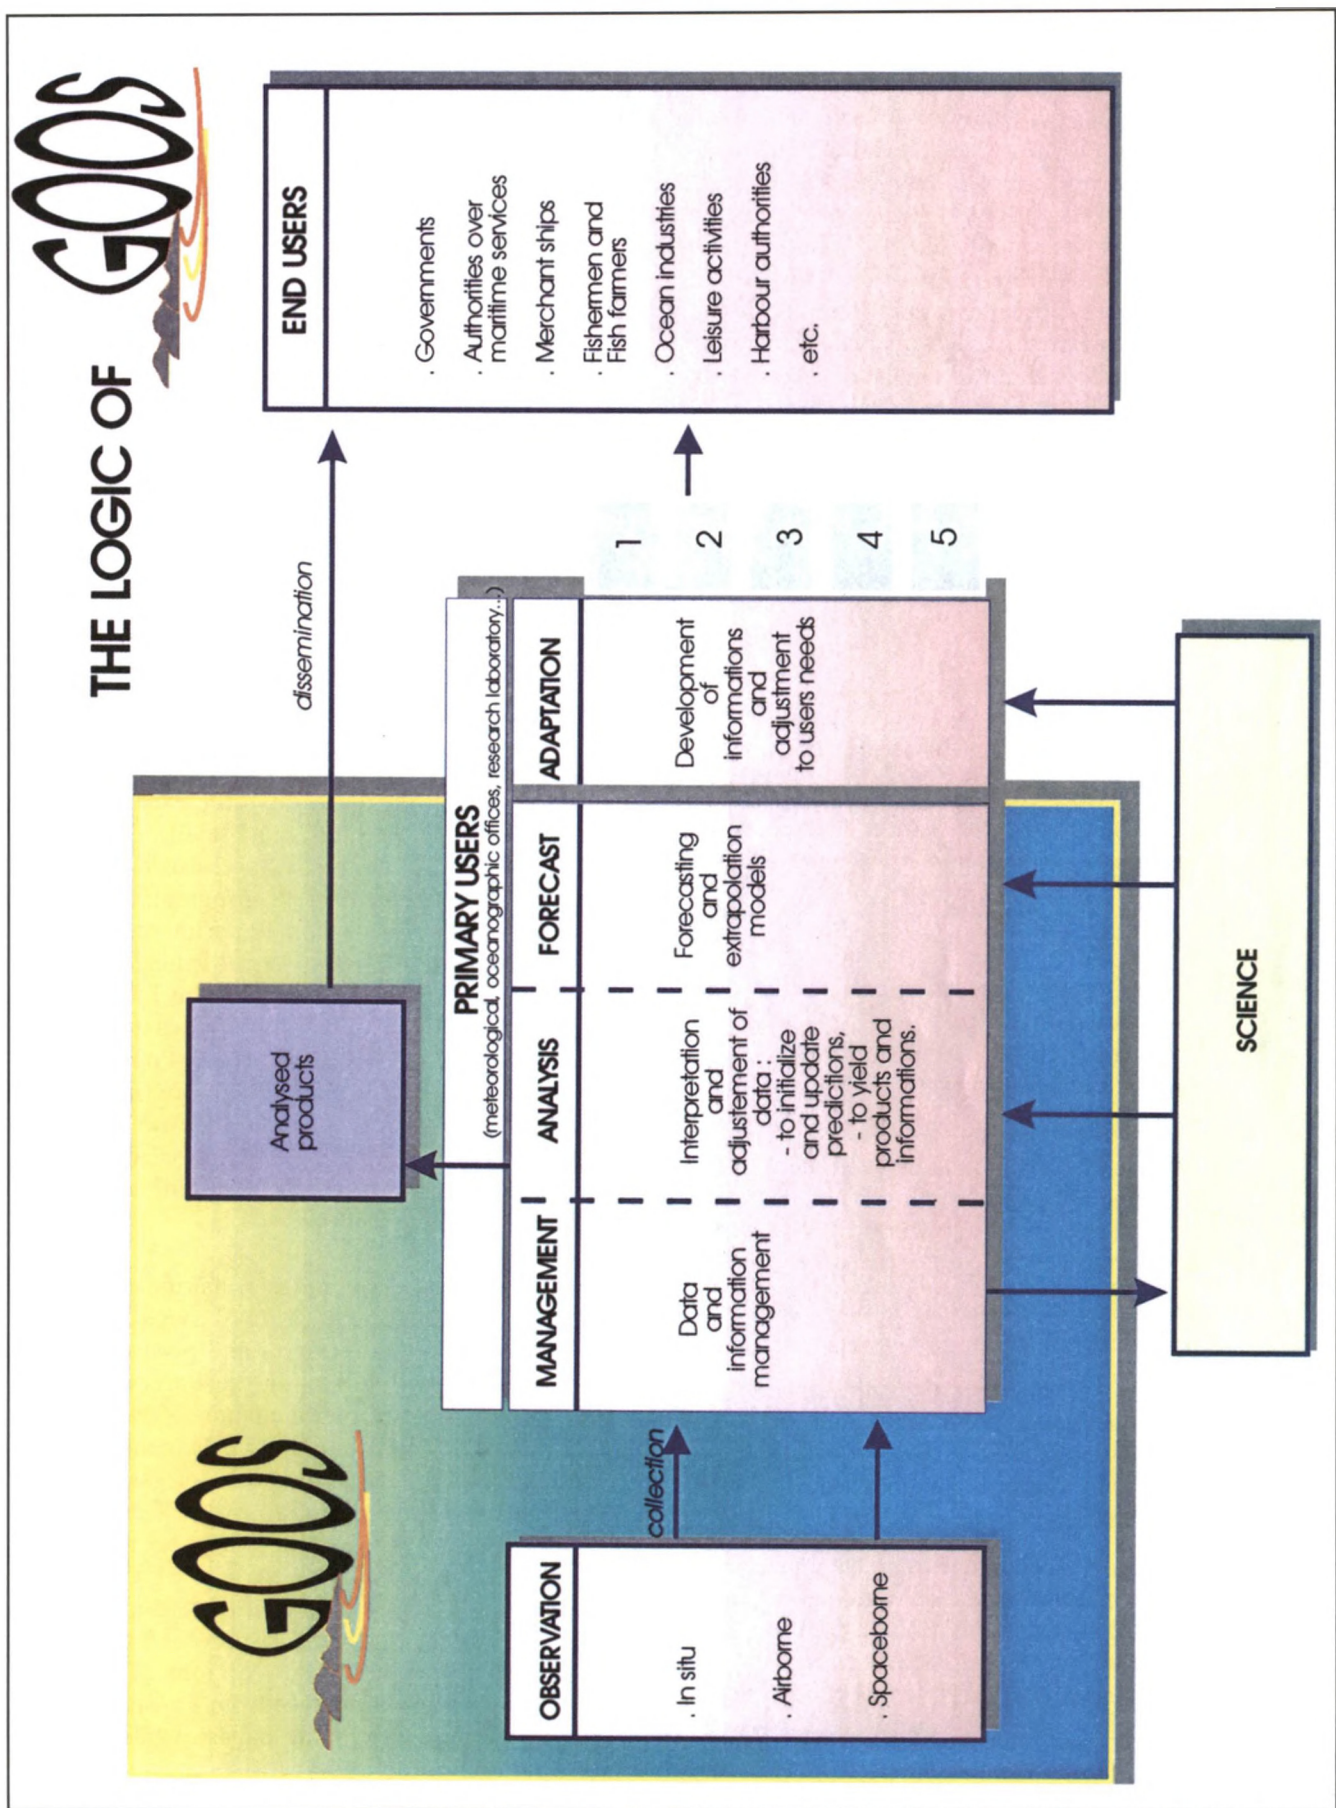 THE LOGIC OF GOOS
GOOS
OBSERVATION
. In situ
. Airborne
. Spaceborne
collection
Analysed
products
dissemination
PRIMARY USERS
(meteorological, oceanographic offices, research laboratory...)
MANAGEMENT
Data
and
information
management
ANALYSIS
Interpretation
and
adjustement of
data :
- to initialize
and update
predictions,
- to yield
products and
informations.
FORECAST
Forecasting
and
extrapolation
models
ADAPTATION
Development
of
informations
and
adjustment
to users needs
1
2
3
4
5
END USERS
. Governments
. Authorities over
maritime services
. Merchant ships
. Fishermen and
Fish farmers
. Ocean industries
. Leisure activities
. Harbour authorities
. etc.
SCIENCE